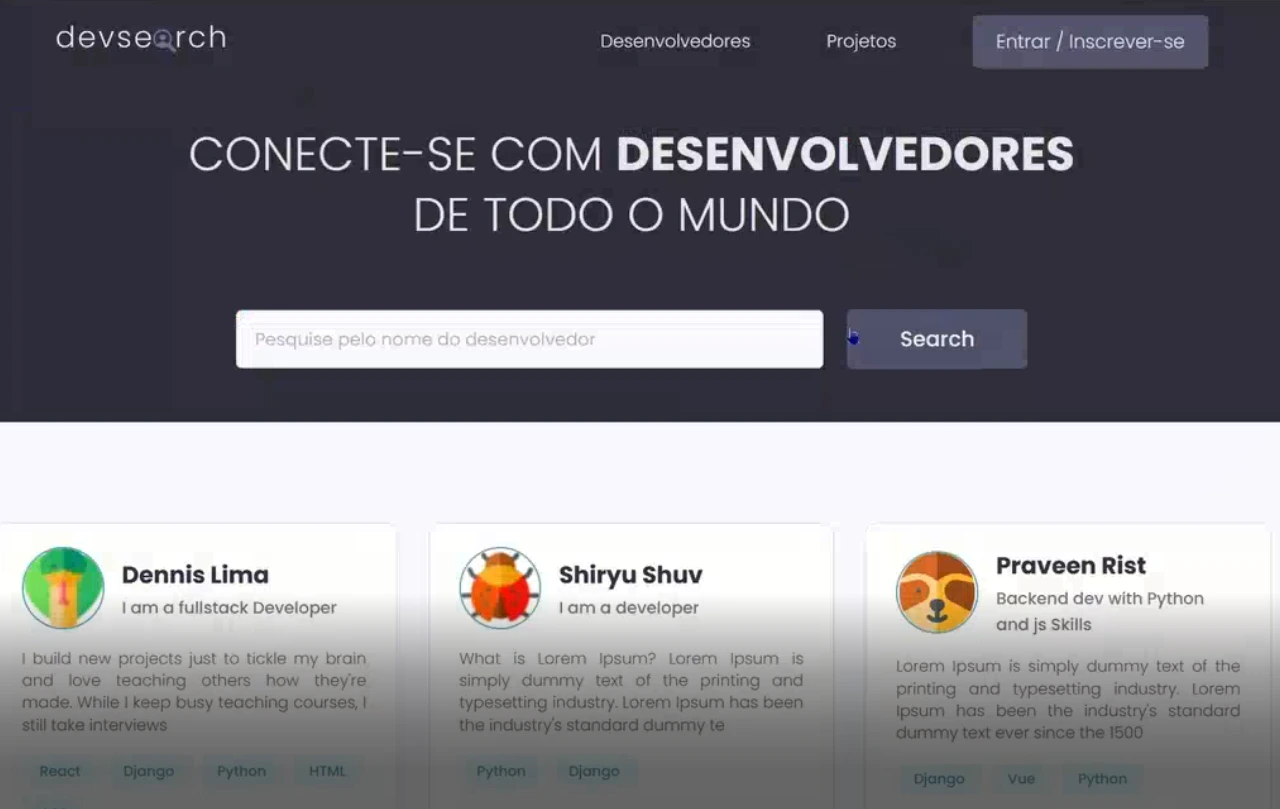 devsearch
Desenvolvedores
Projetos
Entrar / Inscrever-se
CONECTE-SE COM DESENVOLVEDORES
DE TODO O MUNDO
Pesquise pelo nome do desenvolvedor
Search
Dennis Lima
I am a fullstack Developer
I build new projects just to tickle my brain
and love teaching others how they're
made. While I keep busy teaching courses, I
still take interviews
React
Django
Python
HTML
Shiryu Shuv
I am a developer
What is Lorem Ipsum? Lorem Ipsum is
simply dummy text of the printing and
typesetting industry. Lorem Ipsum has been
the industry's standard dummy te
Python
Django
Praveen Rist
Backend dev with Python
and js Skills
Lorem Ipsum is simply dummy text of the
printing and typesetting industry. Lorem
Ipsum has been the industry's standard
dummy text ever since the 1500
Django
Vue
Python